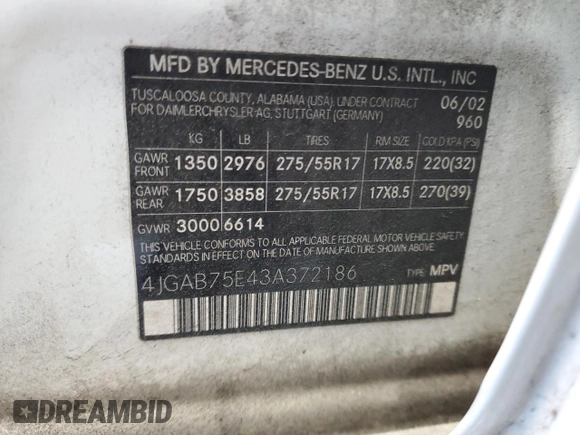 MFD BY MERCEDES-BENZ U.S. INTL., INC
TUSCALOOSA COUNTY, ALABAMA (USA), UNDER CONTRACT 06/02
FOR DAIMLERCHRYSLER AG, STUTTGART (GERMANY) 960
KG LB TIRES RIM SIZE COLD KPA (PSI)
GAWR FRONT 1350 2976 275/55R17 17X8.5 220(32)
GAWR REAR 1750 3858 275/55R17 17X8.5 270(39)
GVWR 3000 6614
THIS VEHICLE CONFORMS TO ALL APPLICABLE FEDERAL MOTOR VEHICLE SAFETY
STANDARDS IN EFFECT ON THE DATE OF MANUFACTURE SHOWN ABOVE.
4JGAB75E43A372186 TYPE MPV
DREAMBID